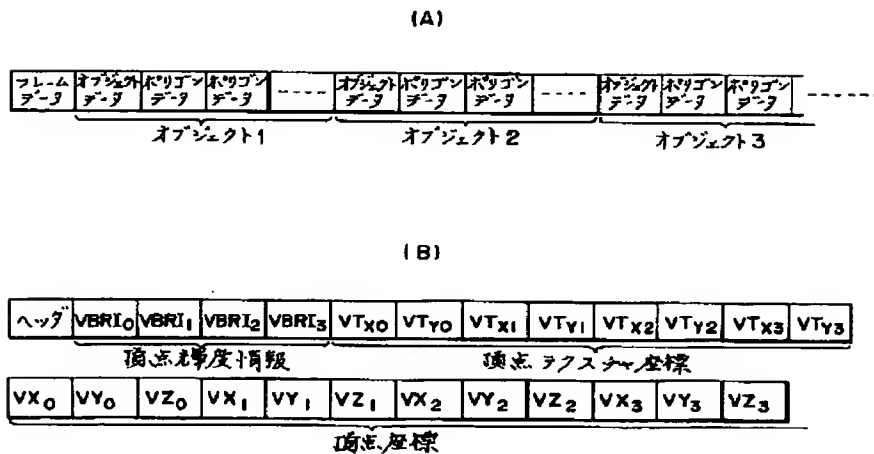 (A)
フレームデータ オブジェクトデータ ポリゴンデータ ポリゴンデータ ----- オブジェクトデータ ポリゴンデータ ポリゴンデータ ----- オブジェクトデータ ポリゴンデータ ポリゴンデータ -----
オブジェクト1 オブジェクト2 オブジェクト3
(B)
ヘッダ VBRI0 VBRI1 VBRI2 VBRI3 VTX0 VTY0 VTX1 VTY1 VTX2 VTY2 VTX3 VTY3
頂点輝度情報 頂点テクスチャ座標
VX0 VY0 VZ0 VX1 VY1 VZ1 VX2 VY2 VZ2 VX3 VY3 VZ3
頂点座標